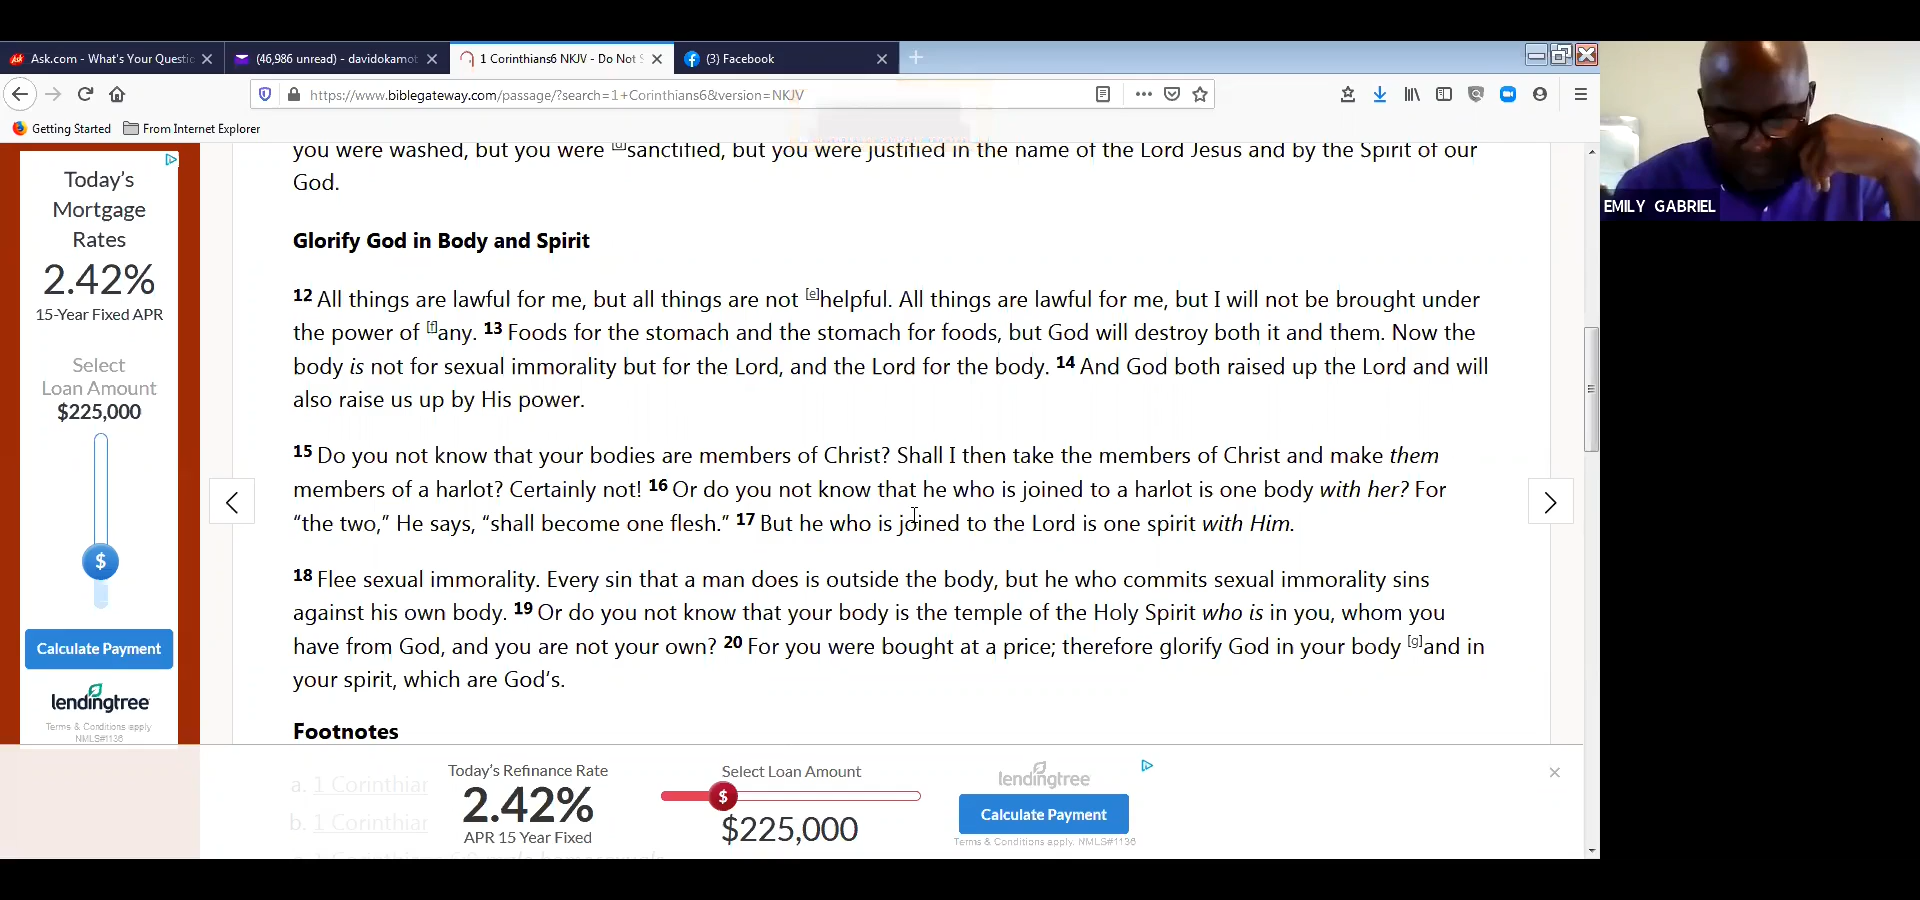 Ask.com - What's Your Questic
(46,986 unread) - davidokamot
1 Corinthians6 NKJV - Do Not S
(3) Facebook
https://www.biblegateway.com/passage/?search=1+Corinthians6&version=NKJV
Getting Started
From Internet Explorer
Today's
Mortgage
Rates
2.42%
15-Year Fixed APR
Select
Loan Amount
$225,000
$
Calculate Payment
lendingtree
Terms & Conditions apply
NMLS#1136
you were washed, but you were [d]sanctified, but you were justified in the name of the Lord Jesus and by the Spirit of our
God.
Glorify God in Body and Spirit
12 All things are lawful for me, but all things are not [e]helpful. All things are lawful for me, but I will not be brought under
the power of [f]any. 13 Foods for the stomach and the stomach for foods, but God will destroy both it and them. Now the
body is not for sexual immorality but for the Lord, and the Lord for the body. 14 And God both raised up the Lord and will
also raise us up by His power.
15 Do you not know that your bodies are members of Christ? Shall I then take the members of Christ and make them
members of a harlot? Certainly not! 16 Or do you not know that he who is joined to a harlot is one body with her? For
“the two,” He says, “shall become one flesh.” 17 But he who is joined to the Lord is one spirit with Him.
18 Flee sexual immorality. Every sin that a man does is outside the body, but he who commits sexual immorality sins
against his own body. 19 Or do you not know that your body is the temple of the Holy Spirit who is in you, whom you
have from God, and you are not your own? 20 For you were bought at a price; therefore glorify God in your body [g]and in
your spirit, which are God's.
Footnotes
a. 1 Corinthiar
b. 1 Corinthiar
Today's Refinance Rate
2.42%
APR 15 Year Fixed
Select Loan Amount
$
$225,000
lendingtree
Calculate Payment
Terms & Conditions apply. NMLS#1136
EMILY GABRIEL